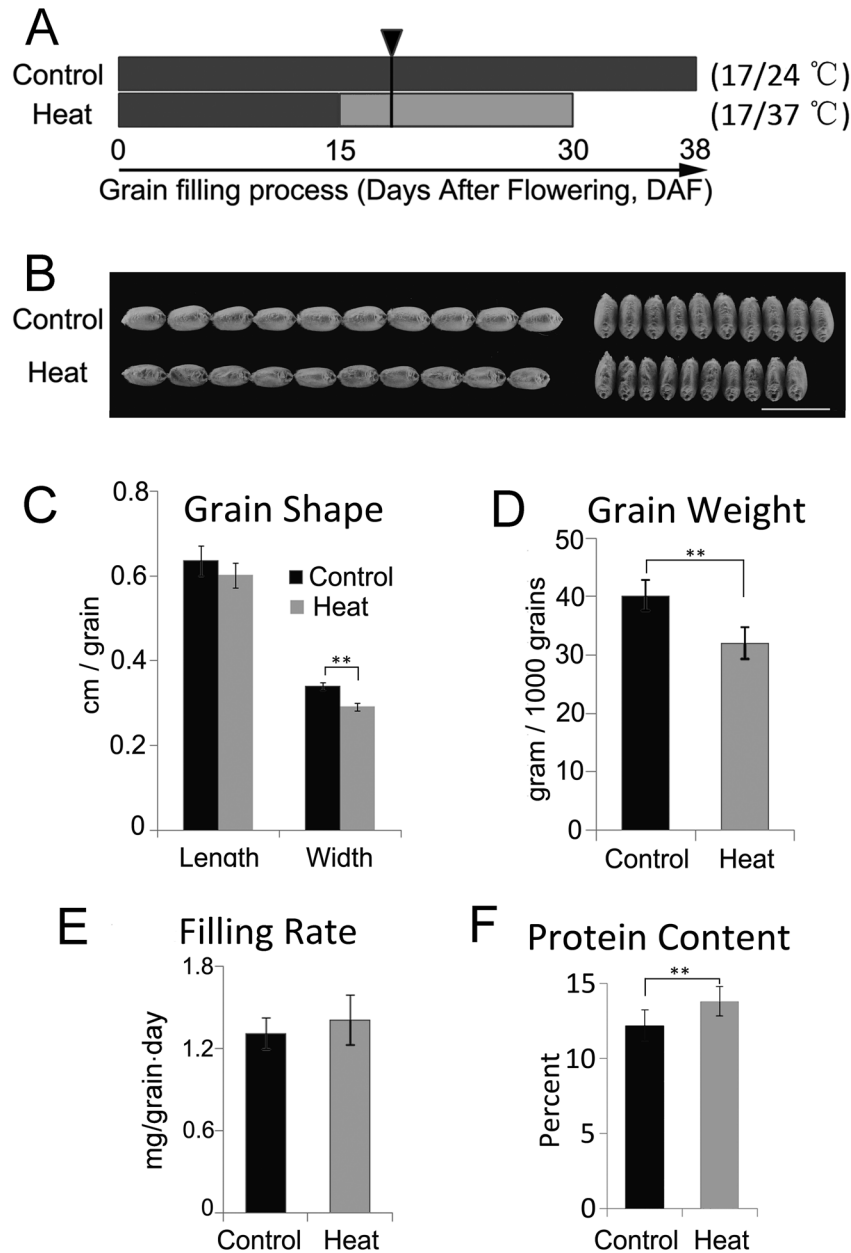 A
Control
(17/24 ℃)
Heat
(17/37 ℃)
0 15 30 38
Grain filling process (Days After Flowering, DAF)
B
Control
Heat
C
Grain Shape
0.8
0.6
0.4
0.2
0
cm / grain
Control
Heat
**
Length Width
D
Grain Weight
50
40
30
20
10
0
gram / 1000 grains
**
Control Heat
E
Filling Rate
1.8
1.2
0.6
0
mg/grain·day
Control Heat
F
Protein Content
15
10
5
0
Percent
**
Control Heat